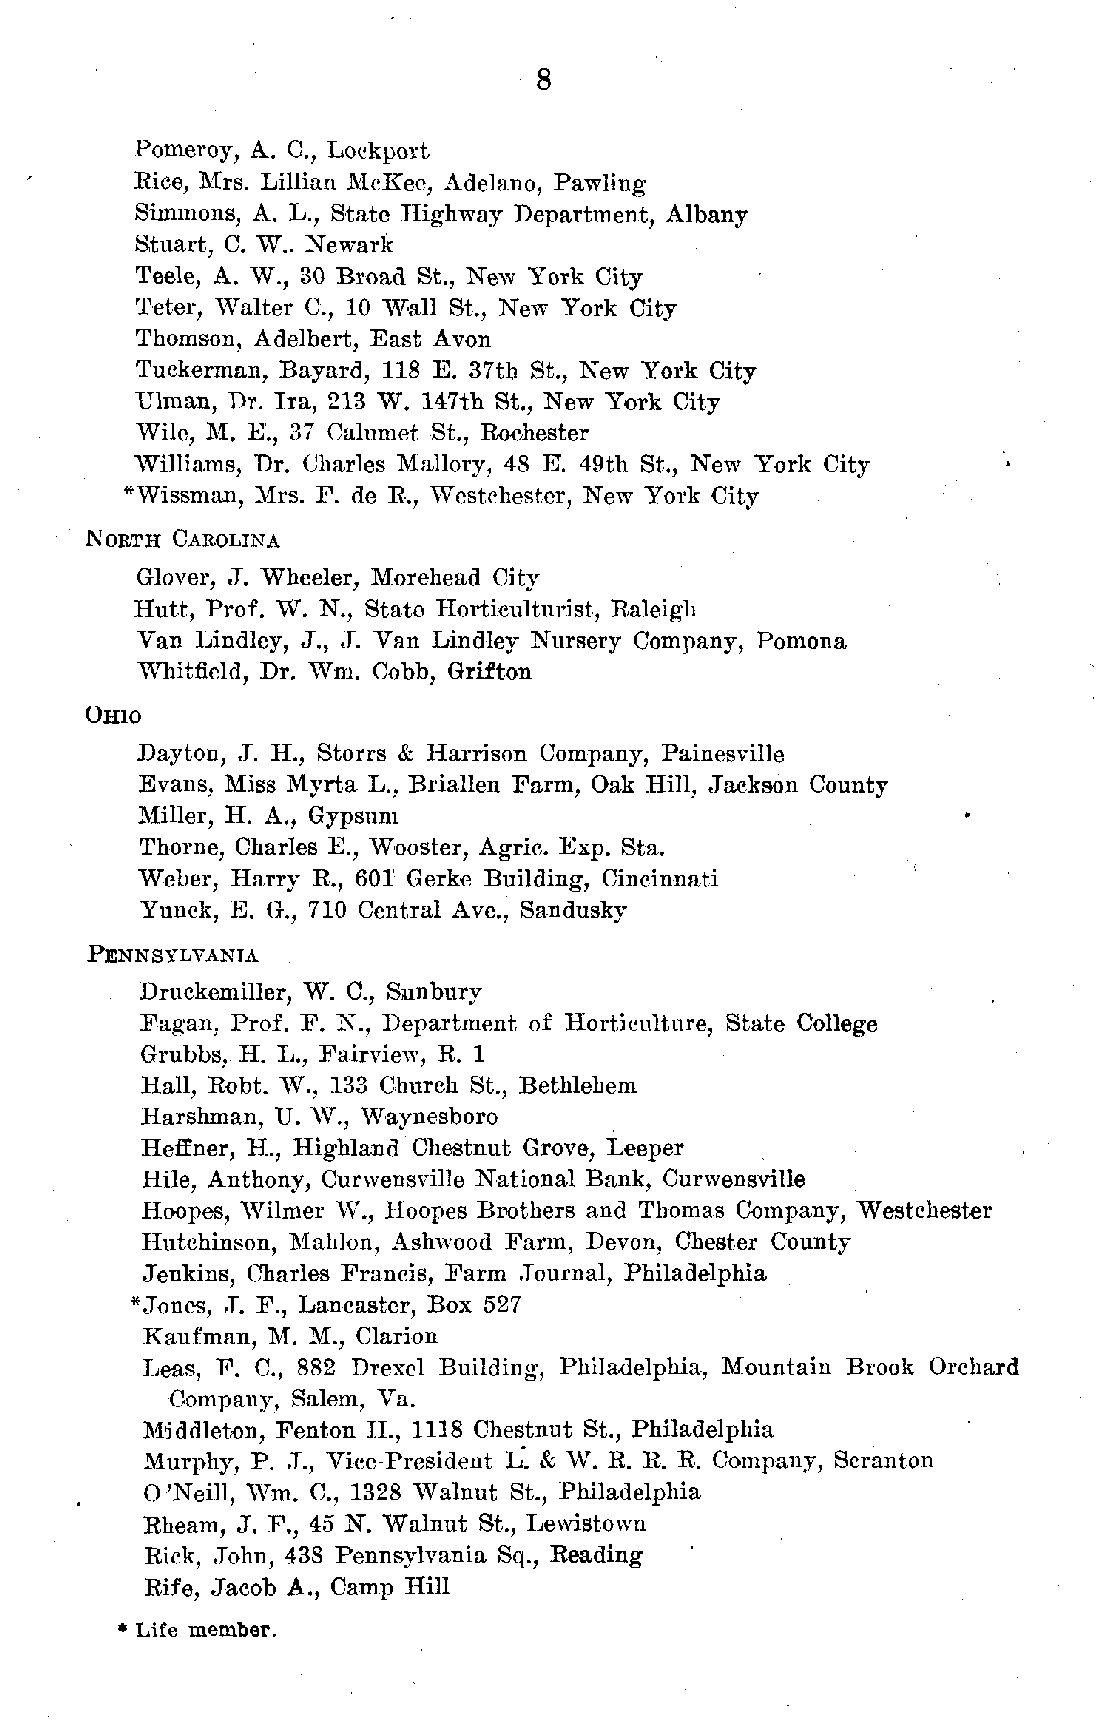 8
Pomeroy, A. C., Lockport
Rice, Mrs. Lillian McKee, Adelano, Pawling
Simmons, A. L., State Highway Department, Albany
Stuart, C. W.. Newark
Teele, A. W., 30 Broad St., New York City
Teter, Walter C., 10 Wall St., New York City
Thomson, Adelbert, East Avon
Tuckerman, Bayard, 118 E. 37th St., New York City
Ulman, Dr. Ira, 213 W. 147th St., New York City
Wile, M. E., 37 Calumet St., Rochester
Williams, Dr. Charles Mallory, 48 E. 49th St., New York City
*Wissman, Mrs. F. de R., Westchester, New York City
NORTH CAROLINA
Glover, J. Wheeler, Morehead City
Hutt, Prof. W. N., State Horticulturist, Raleigh
Van Lindley, J., J. Van Lindley Nursery Company, Pomona
Whitfield, Dr. Wm. Cobb, Grifton
OHIO
Dayton, J. H., Storrs & Harrison Company, Painesville
Evans, Miss Myrta L., Briallen Farm, Oak Hill, Jackson County
Miller, H. A., Gypsum
Thorne, Charles E., Wooster, Agric. Exp. Sta.
Weber, Harry R., 601 Gerke Building, Cincinnati
Yunck, E. G., 710 Central Ave., Sandusky
PENNSYLVANIA
Druckemiller, W. C., Sunbury
Fagan, Prof. F. N., Department of Horticulture, State College
Grubbs, H. L., Fairview, R. 1
Hall, Robt. W., 133 Church St., Bethlehem
Harshman, U. W., Waynesboro
Heffner, H., Highland Chestnut Grove, Leeper
Hile, Anthony, Curwensville National Bank, Curwensville
Hoopes, Wilmer W., Hoopes Brothers and Thomas Company, Westchester
Hutchinson, Mahlon, Ashwood Farm, Devon, Chester County
Jenkins, Charles Francis, Farm Journal, Philadelphia
*Jones, J. F., Lancaster, Box 527
Kaufman, M. M., Clarion
Leas, F. C., 882 Drexel Building, Philadelphia, Mountain Brook Orchard
Company, Salem, Va.
Middleton, Fenton H., 1118 Chestnut St., Philadelphia
Murphy, P. J., Vice-President L. & W. R. R. R. Company, Scranton
O'Neill, Wm. C., 1328 Walnut St., Philadelphia
Rheam, J. F., 45 N. Walnut St., Lewistown
Rick, John, 438 Pennsylvania Sq., Reading
Rife, Jacob A., Camp Hill
* Life member.